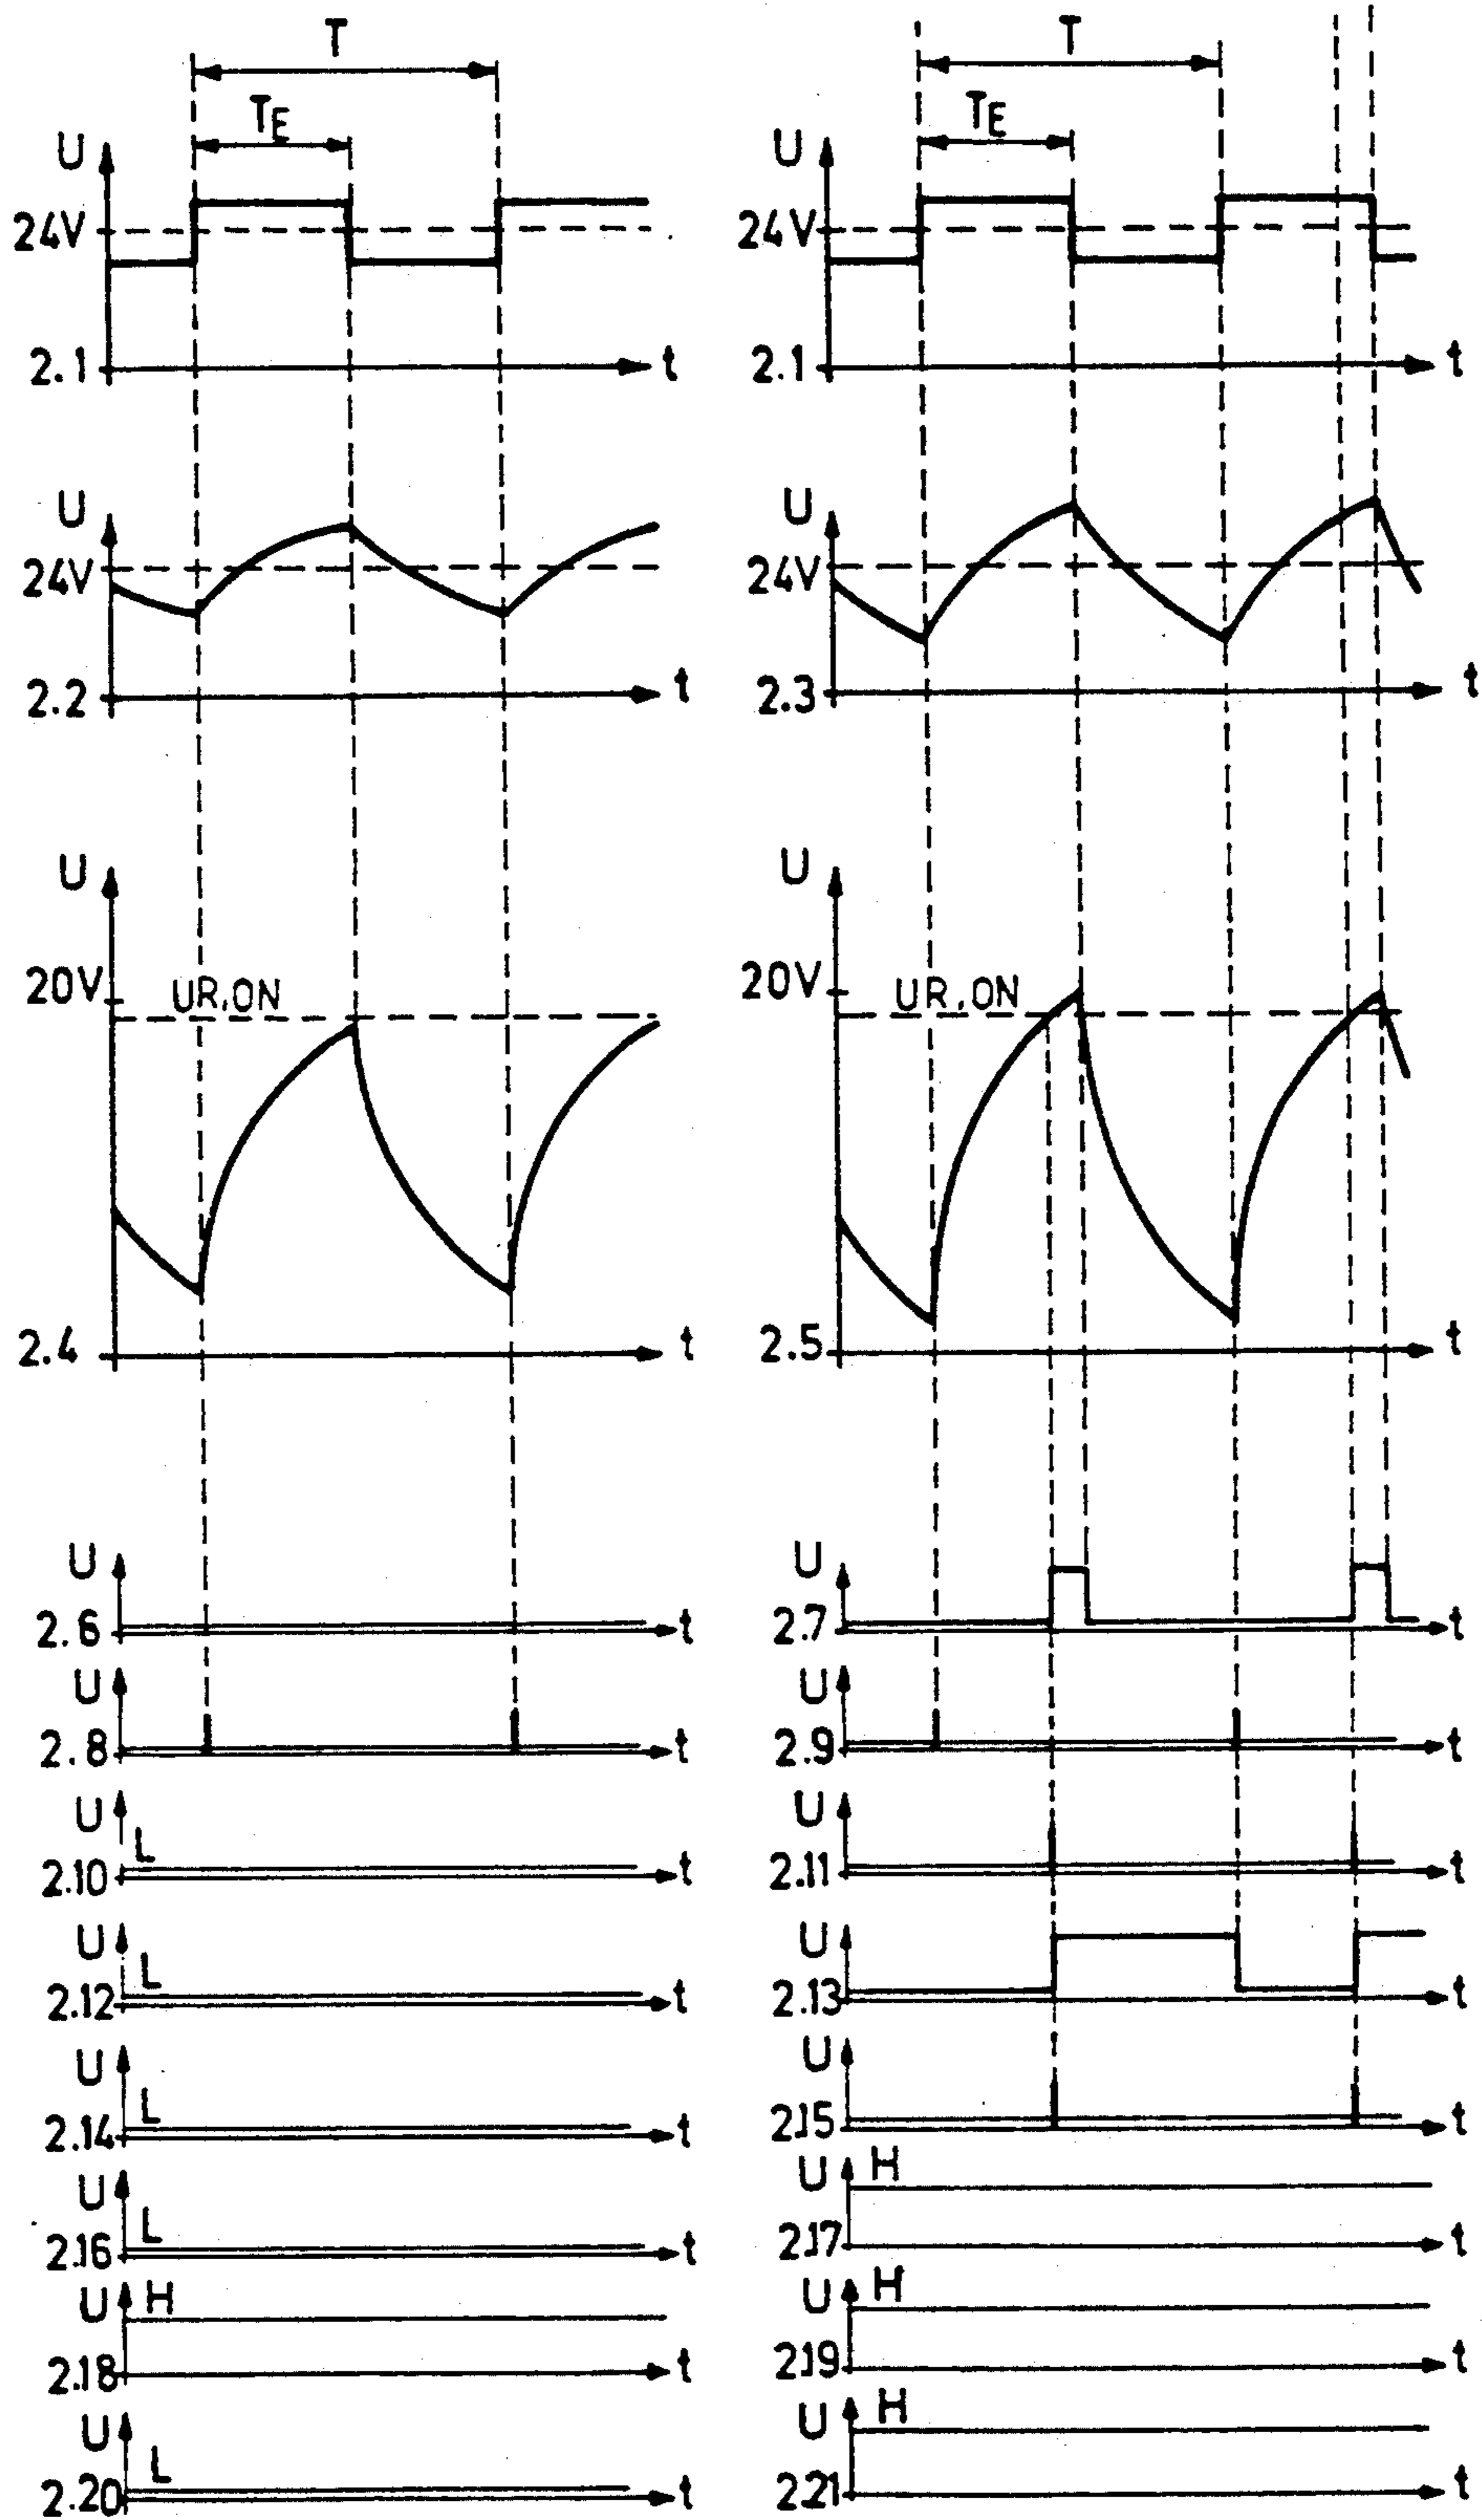 T T
TE TE
U U
24V 24V
2.1 t 2.1 t
U U
24V 24V
2.2 t 2.3 t
U U
20V UR,ON 20V UR,ON
2.4 t 2.5 t
U U
2.6 t 2.7 t
U U
2.8 t 2.9 t
U L U
2.10 t 2.11 t
U L U
2.12 t 2.13 t
U L U
2.14 t 2.15 t
U L U H
2.16 t 2.17 t
U H U H
2.18 t 2.19 t
U L U H
2.20 t 2.21 t